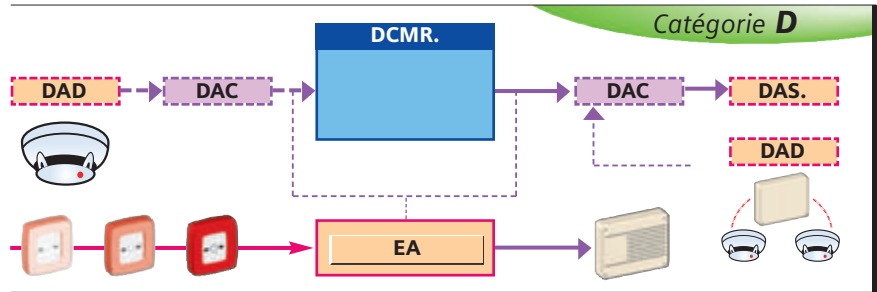 Catégorie D
DCMR.
DAD
DAC
DAC
DAS.
DAD
EA